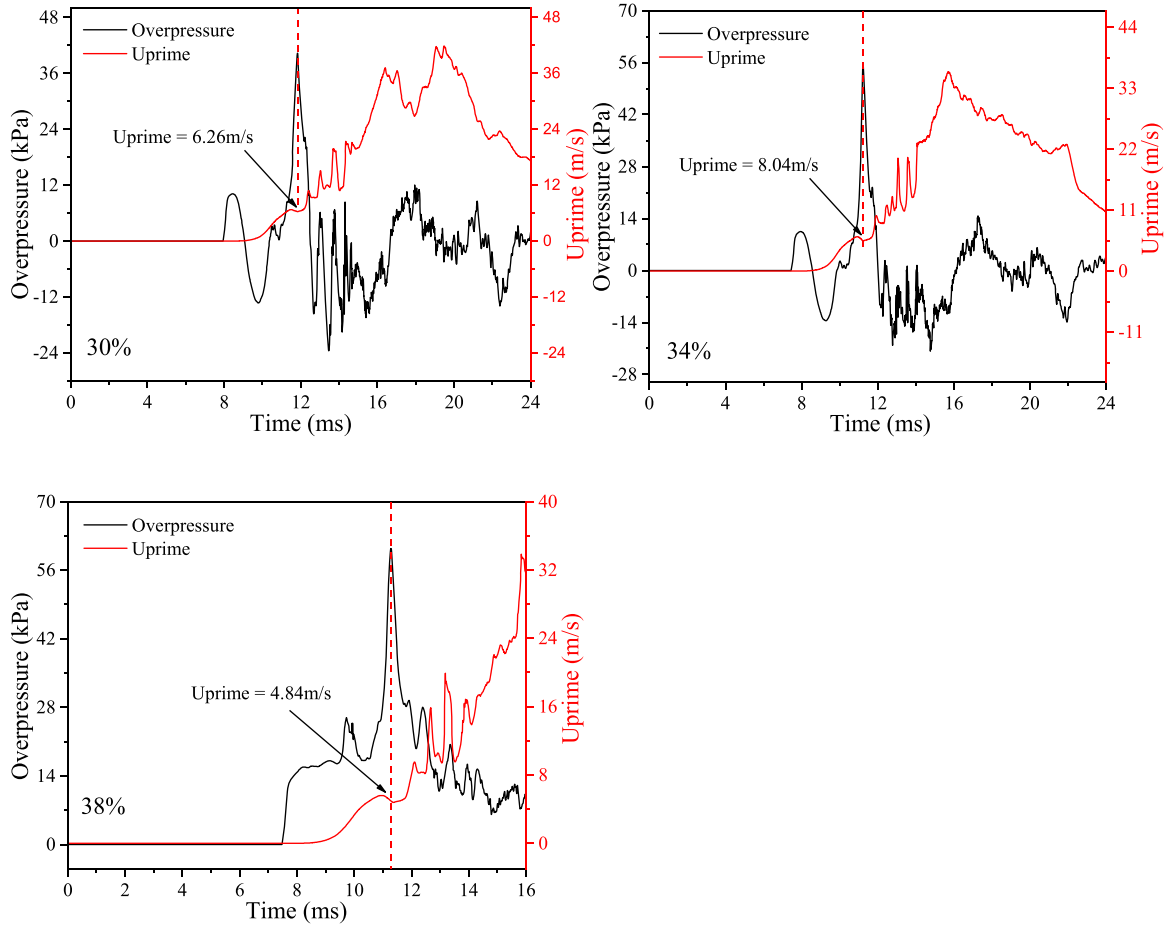 Overpressure
Uprime
Uprime = 6.26m/s
30%
Overpressure (kPa)
48
36
24
12
0
-12
-24
Uprime (m/s)
48
36
24
12
0
-12
-24
0 4 8 12 16 20 24
Time (ms)
Overpressure
Uprime
Uprime = 8.04m/s
34%
Overpressure (kPa)
70
56
42
28
14
0
-14
-28
Uprime (m/s)
44
33
22
11
0
-11
0 4 8 12 16 20 24
Time (ms)
Overpressure
Uprime
Uprime = 4.84m/s
38%
Overpressure (kPa)
70
56
42
28
14
0
Uprime (m/s)
40
32
24
16
8
0
0 2 4 6 8 10 12 14 16
Time (ms)